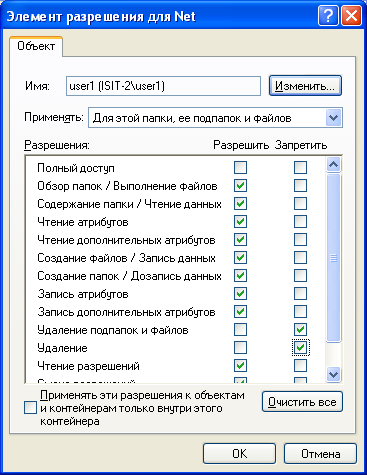 Элемент разрешения для Net
Объект
Имя: user1 (ISIT-2\user1) Изменить...
Применять: Для этой папки, ее подпапок и файлов
Разрешения: Разрешить Запретить
Полный доступ
Обзор папок / Выполнение файлов
Содержание папки / Чтение данных
Чтение атрибутов
Чтение дополнительных атрибутов
Создание файлов / Запись данных
Создание папок / Дозапись данных
Запись атрибутов
Запись дополнительных атрибутов
Удаление подпапок и файлов
Удаление
Чтение разрешений
Применять эти разрешения к объектам
и контейнерам только внутри этого
контейнера
Очистить все
ОК
Отмена